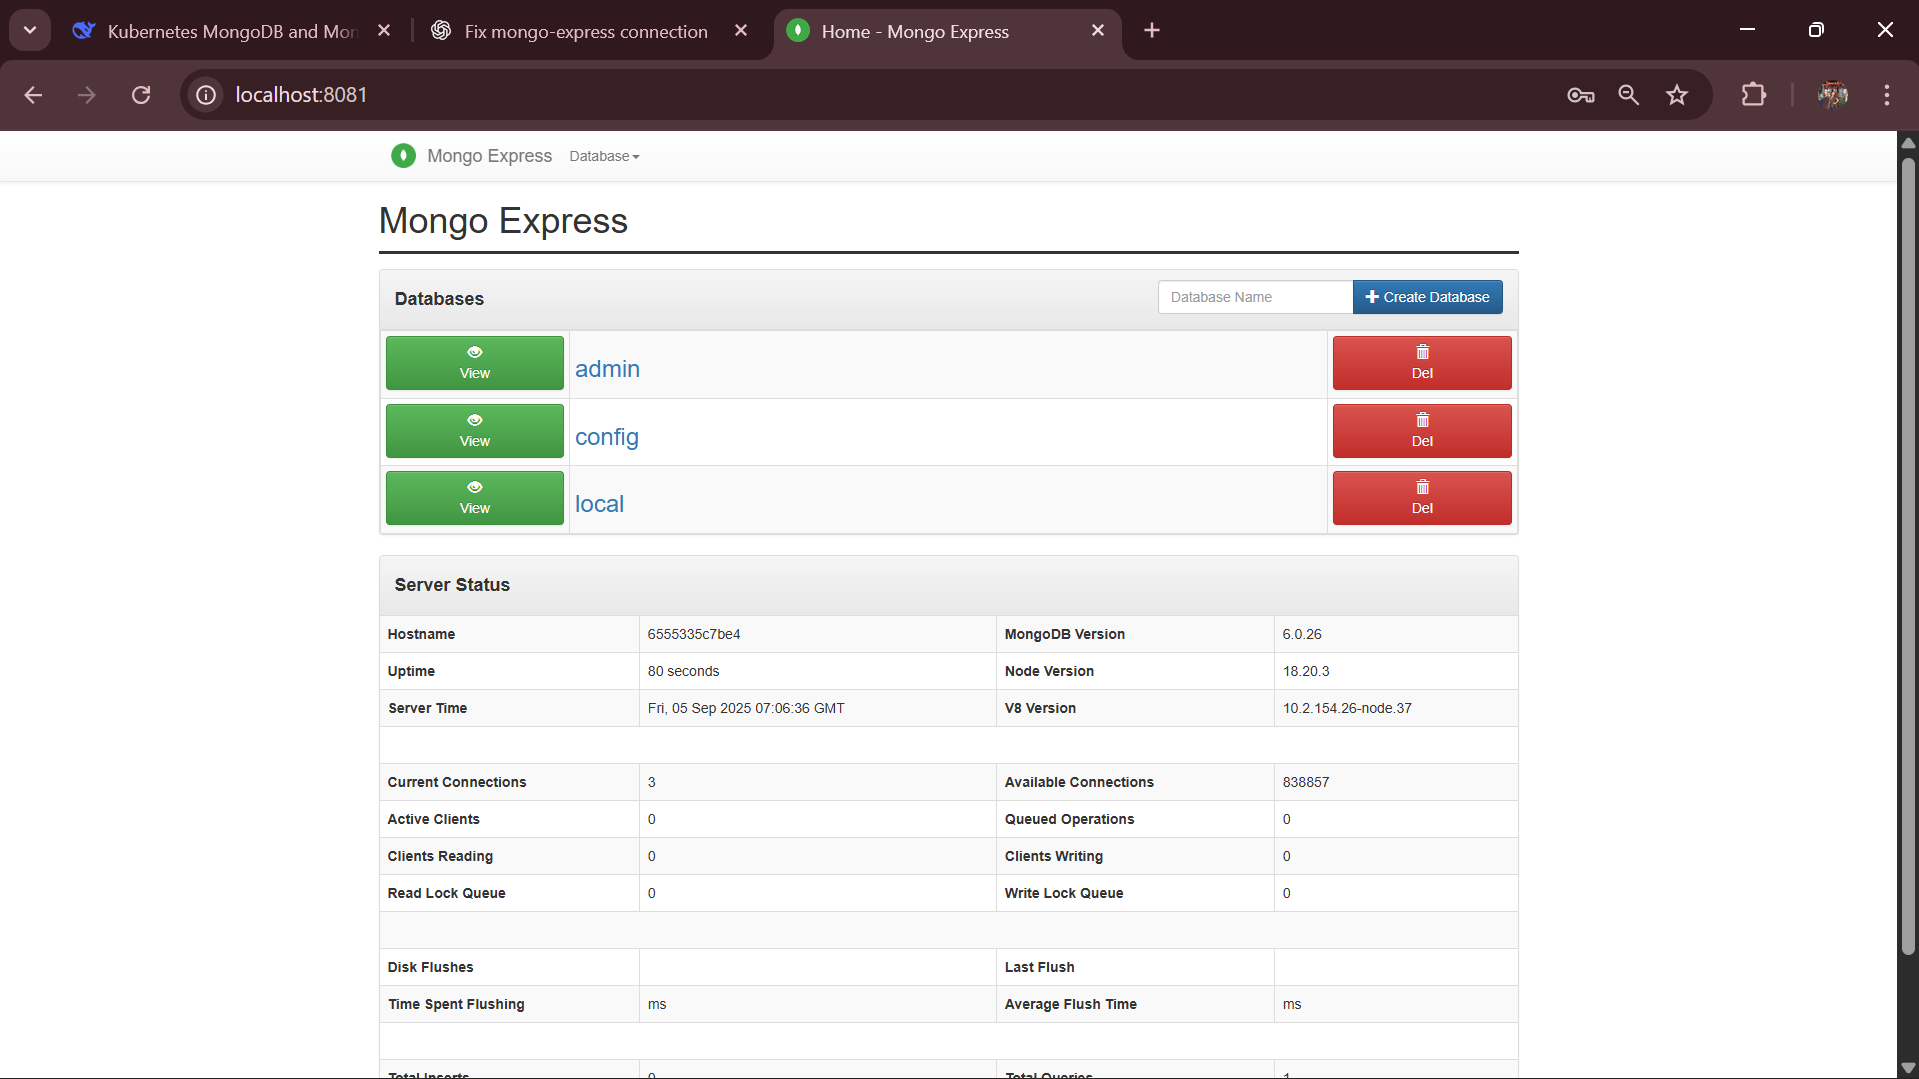 Kubernetes MongoDB and Mon
Fix mongo-express connection
Home - Mongo Express
localhost:8081
Mongo Express Database
Mongo Express
Databases
Database Name
Create Database
View
admin
Del
View
config
Del
View
local
Del
Server Status
Hostname 6555335c7be4 MongoDB Version 6.0.26
Uptime 80 seconds Node Version 18.20.3
Server Time Fri, 05 Sep 2025 07:06:36 GMT V8 Version 10.2.154.26-node.37
Current Connections 3 Available Connections 838857
Active Clients 0 Queued Operations 0
Clients Reading 0 Clients Writing 0
Read Lock Queue 0 Write Lock Queue 0
Disk Flushes Last Flush
Time Spent Flushing ms Average Flush Time ms
Total Inserts 0 Total Queries 1